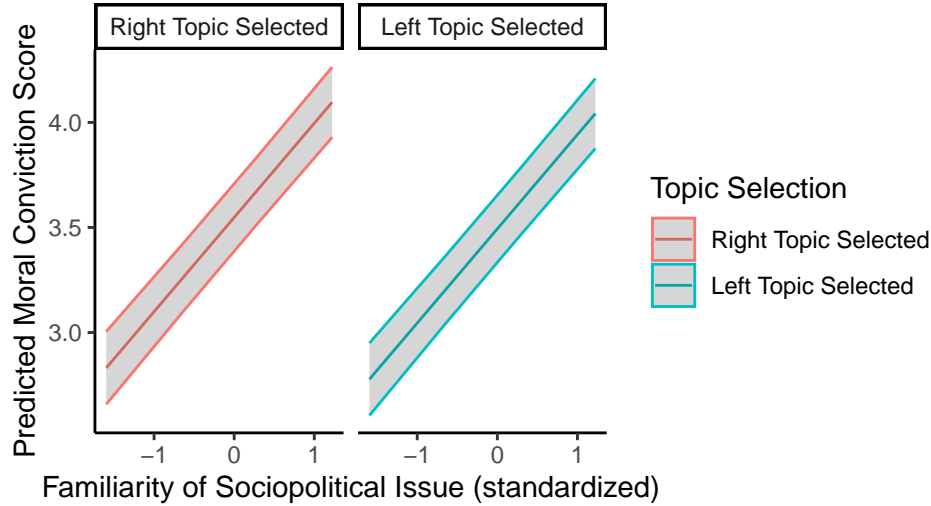 Right Topic Selected
Left Topic Selected
Predicted Moral Conviction Score
4.0
3.5
3.0
−1 0 1
−1 0 1
Familiarity of Sociopolitical Issue (standardized)
Topic Selection
Right Topic Selected
Left Topic Selected